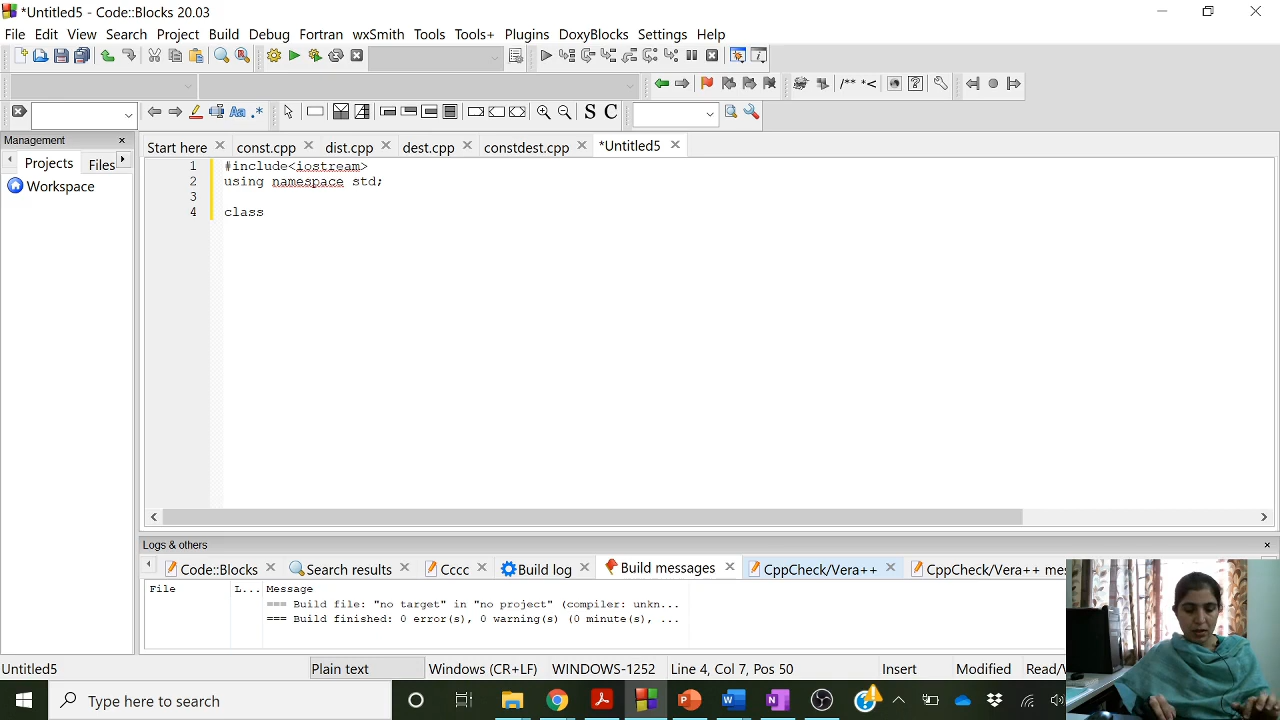 *Untitled5 - Code::Blocks 20.03
File Edit View Search Project Build Debug Fortran wxSmith Tools Tools+ Plugins DoxyBlocks Settings Help
/** *<
Aa .*
S C
Management
Projects Files
Workspace
Start here const.cpp dist.cpp dest.cpp constdest.cpp *Untitled5
1 #include<iostream>
2 using namespace std;
3
4 class
Logs & others
Code::Blocks Search results Cccc Build log Build messages CppCheck/Vera++ CppCheck/Vera++ me
File L... Message
=== Build file: "no target" in "no project" (compiler: unkn...
=== Build finished: 0 error(s), 0 warning(s) (0 minute(s), ...
Untitled5 Plain text Windows (CR+LF) WINDOWS-1252 Line 4, Col 7, Pos 50 Insert Modified Read/
Type here to search